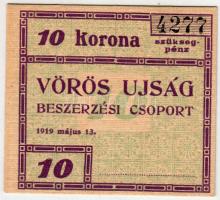 10 korona
4277
szükség-
pénz
VÖRÖS UJSÁG
BESZERZÉSI CSOPORT
1919 május 13.
10